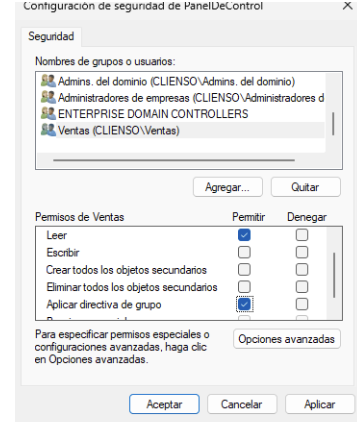 Configuración de seguridad de PanelDeControl
Seguridad
Nombres de grupos o usuarios:
Admins. del dominio (CLIENSO\Admins. del dominio)
Administradores de empresas (CLIENSO\Administradores d
ENTERPRISE DOMAIN CONTROLLERS
Ventas (CLIENSO\Ventas)
Agregar... Quitar
Permisos de Ventas Permitir Denegar
Leer
Escribir
Crear todos los objetos secundarios
Eliminar todos los objetos secundarios
Aplicar directiva de grupo
Para especificar permisos especiales o
configuraciones avanzadas, haga clic
en Opciones avanzadas.
Opciones avanzadas
Aceptar Cancelar Aplicar